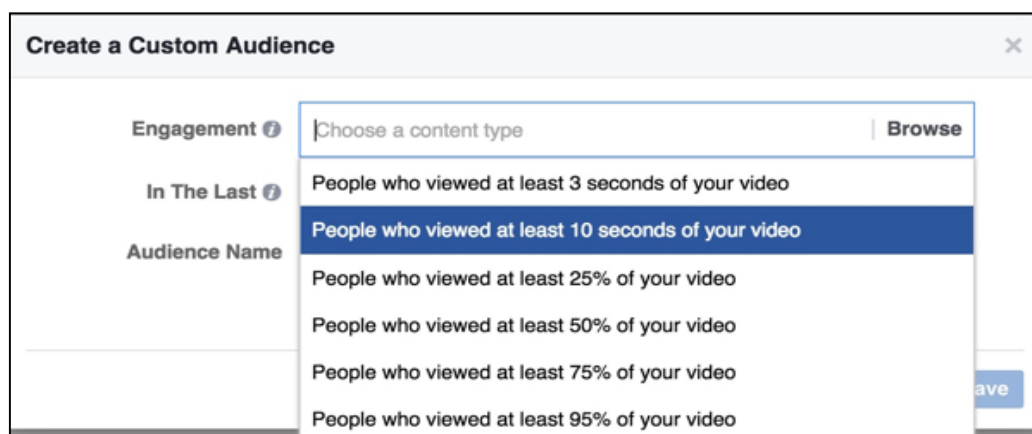 Create a Custom Audience
Engagement Choose a content type Browse
In The Last People who viewed at least 3 seconds of your video
People who viewed at least 10 seconds of your video
Audience Name
People who viewed at least 25% of your video
People who viewed at least 50% of your video
People who viewed at least 75% of your video
ave
People who viewed at least 95% of your video